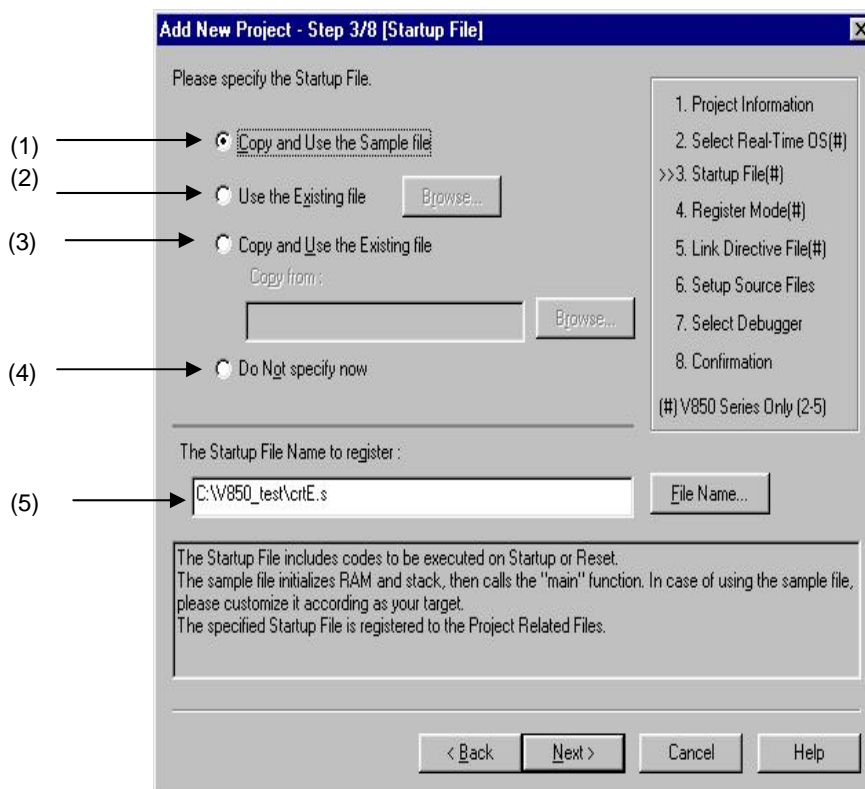 Add New Project - Step 3/8 [Startup File]
Please specify the Startup File.
(1) Copy and Use the Sample file
(2) Use the Existing file Browse...
(3) Copy and Use the Existing file
Copy from :
Browse...
(4) Do Not specify now
1. Project Information
2. Select Real-Time OS(#)
>>3. Startup File(#)
4. Register Mode(#)
5. Link Directive File(#)
6. Setup Source Files
7. Select Debugger
8. Confirmation
(#) V850 Series Only (2-5)
The Startup File Name to register :
(5) C:\V850_test\crtE.s File Name...
The Startup File includes codes to be executed on Startup or Reset.
The sample file initializes RAM and stack, then calls the "main" function. In case of using the sample file,
please customize it according as your target.
The specified Startup File is registered to the Project Related Files.
< Back Next > Cancel Help